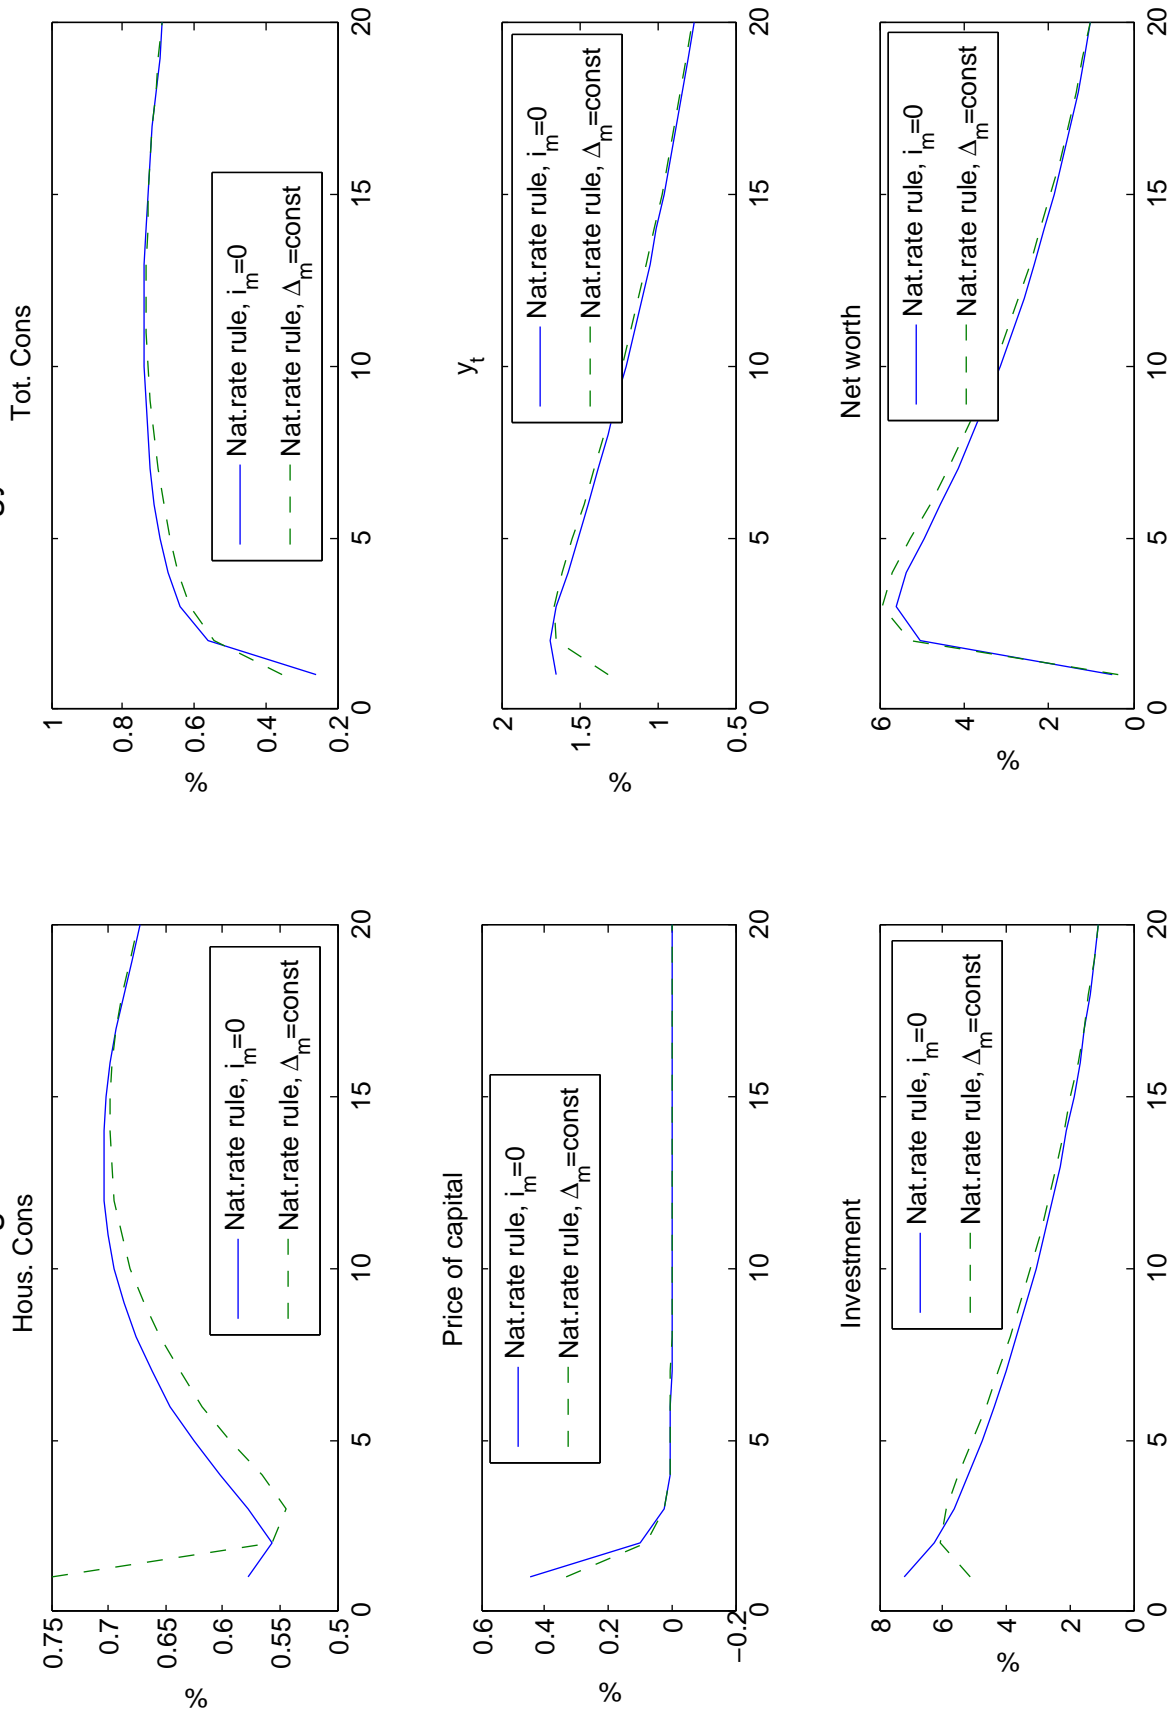 Hous. Cons
%
0.75
0.7
0.65
0.6
0.55
0.5
0 5 10 15 20
Nat.rate rule, i_m=0
Nat.rate rule, Δ_m=const
Tot. Cons
%
1
0.8
0.6
0.4
0.2
0 5 10 15 20
Nat.rate rule, i_m=0
Nat.rate rule, Δ_m=const
Price of capital
%
0.6
0.4
0.2
0
−0.2
0 5 10 15 20
Nat.rate rule, i_m=0
Nat.rate rule, Δ_m=const
y_t
%
2
1.5
1
0.5
0 5 10 15 20
Nat.rate rule, i_m=0
Nat.rate rule, Δ_m=const
Investment
%
8
6
4
2
0 5 10 15 20
Nat.rate rule, i_m=0
Nat.rate rule, Δ_m=const
Net worth
%
6
4
2
0
0 5 10 15 20
Nat.rate rule, i_m=0
Nat.rate rule, Δ_m=const